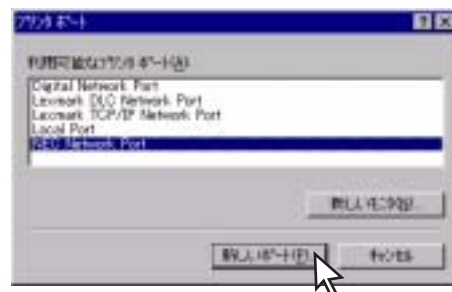 プリンタ ポート
利用可能なプリンタ ポート(A):
Digital Network Port
Lexmark DLC Network Port
Lexmark TCP/IP Network Port
Local Port
NEC Network Port
新しいモニタ(N)...
新しいポート(P)...
キャンセル